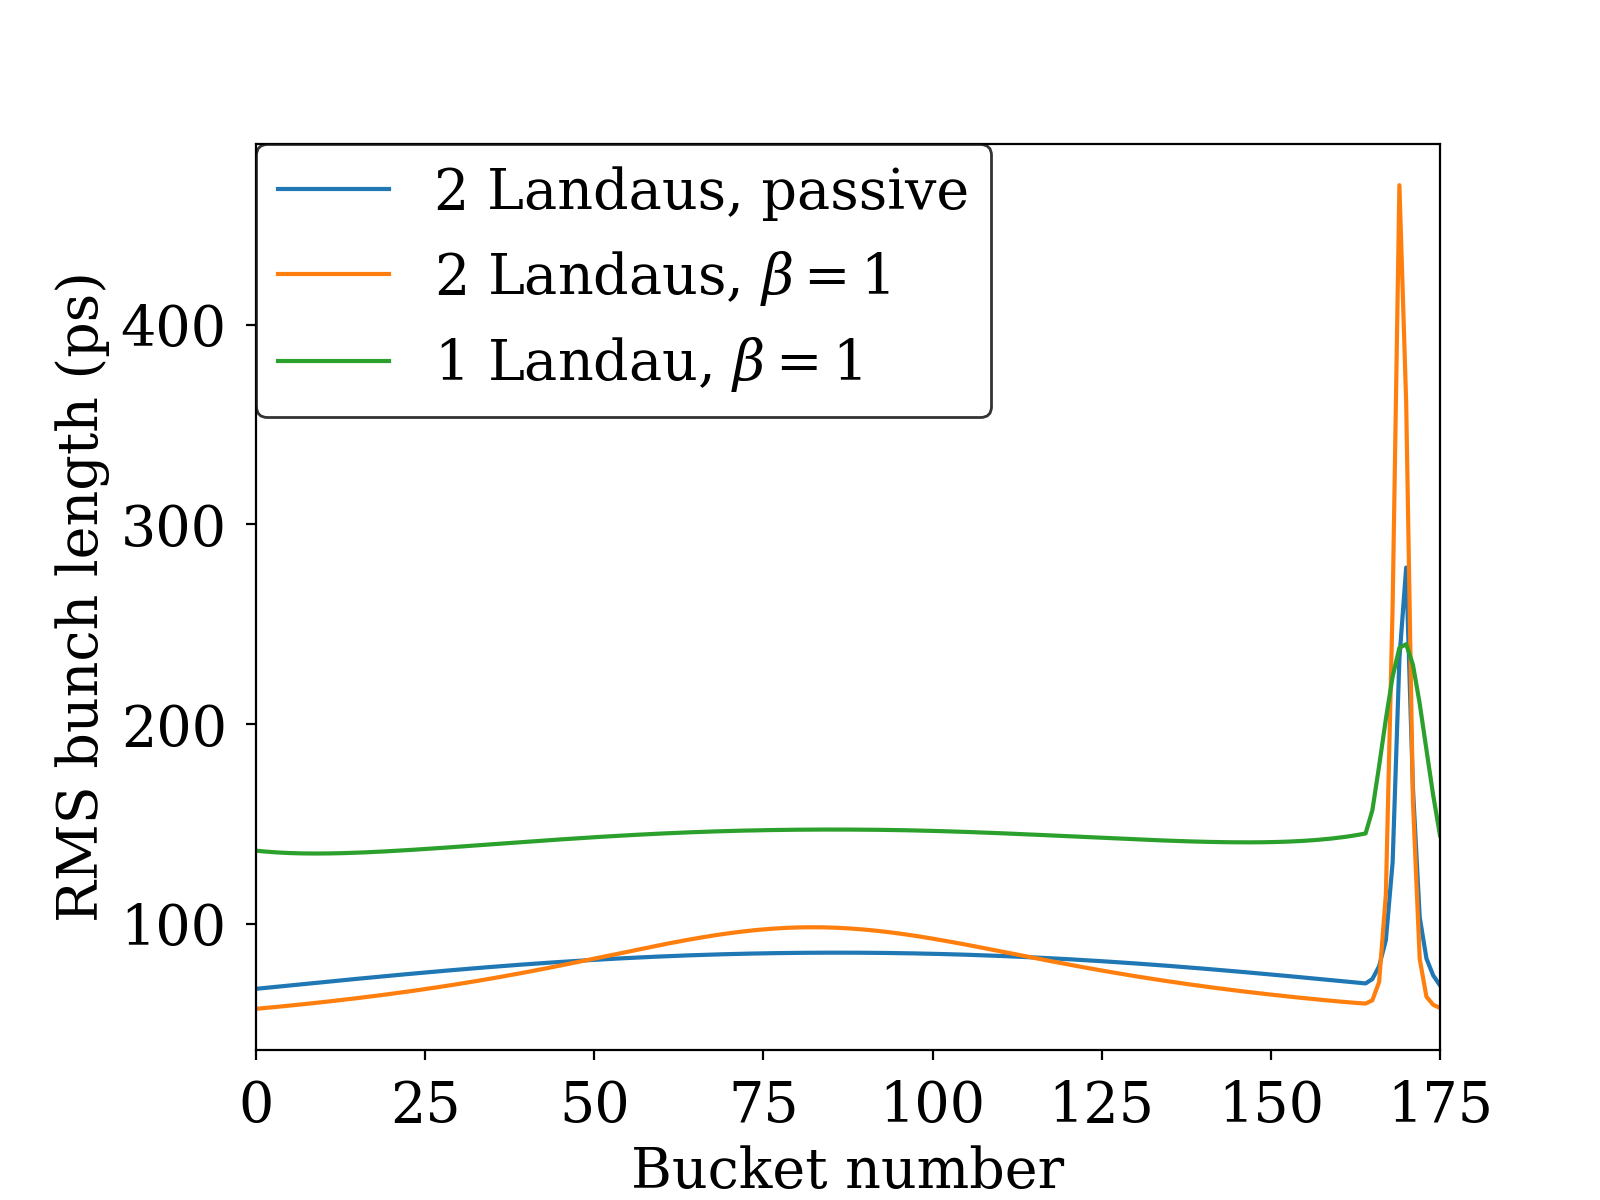 2 Landaus, passive
2 Landaus, β = 1
1 Landau, β = 1
RMS bunch length (ps)
400
300
200
100
0 25 50 75 100 125 150 175
Bucket number